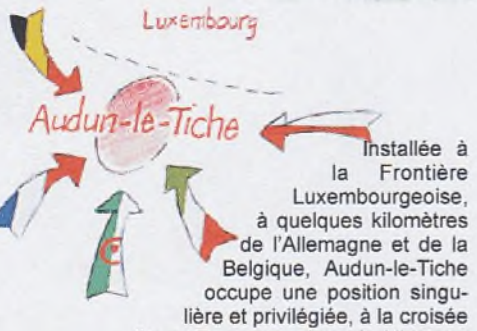 Luxembourg
Audun-le-Tiche
Installée à
la Frontière
Luxembourgeoise,
à quelques kilomètres
de l'Allemagne et de la
Belgique, Audun-le-Tiche
occupe une position singu-
lière et privilégiée, à la croisée